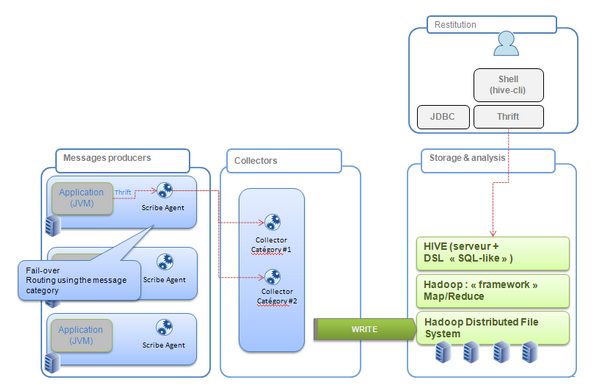 Restitution
Shell
(hive-cli)
JDBC
Thrift
Messages producers
Collectors
Storage & analysis
Application
(JVM)
Thrift
Scribe Agent
Collector
Catégory #1
Fail-over
Routing using the message
category
Scribe Agent
Collector
Catégory #2
Application
(JVM)
Scribe Agent
WRITE
HIVE (serveur +
DSL « SQL-like » )
Hadoop : « framework »
Map/Reduce
Hadoop Distributed File
System